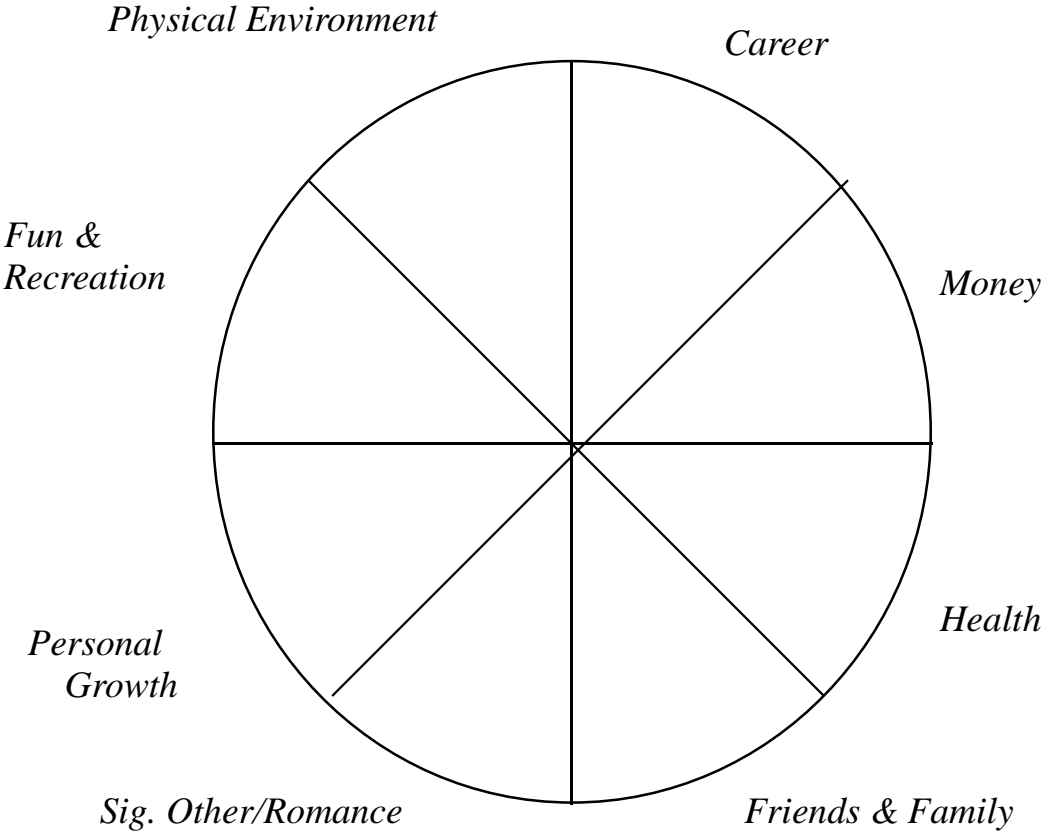 Physical Environment
Career
Fun &
Recreation
Money
Health
Personal
Growth
Sig. Other/Romance
Friends & Family